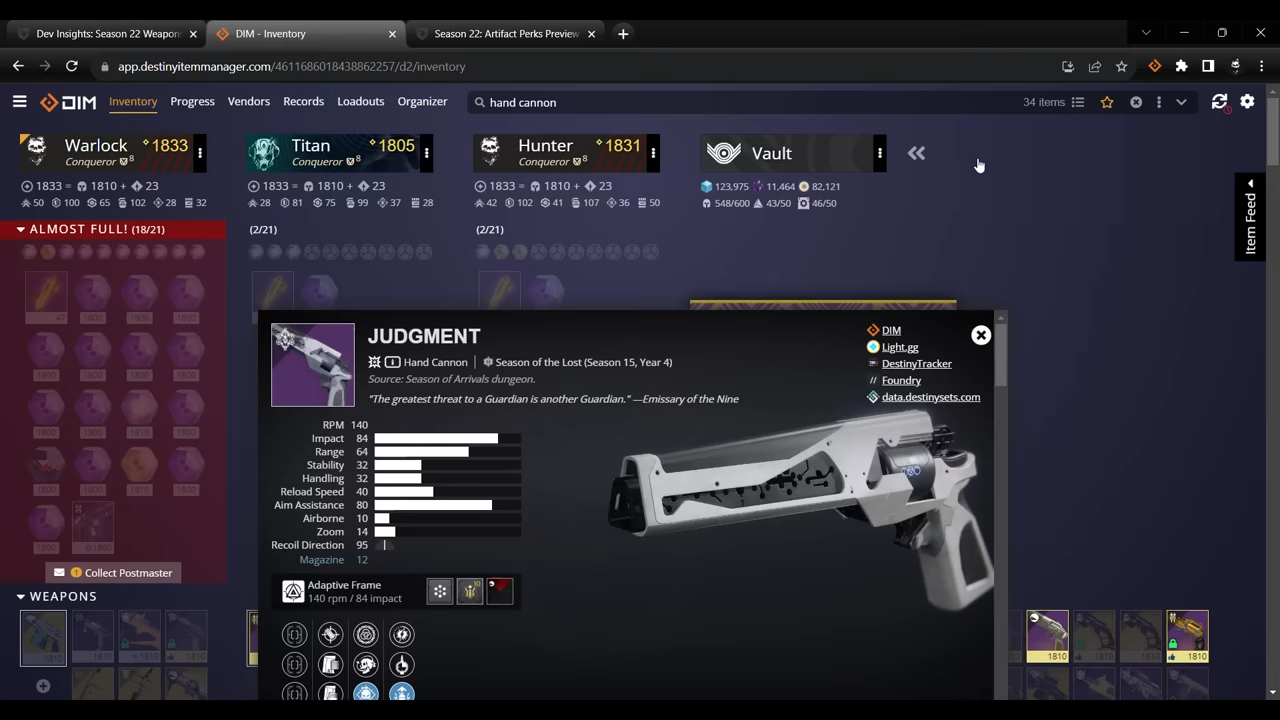 Dev Insights: Season 22 Weapon
DIM - Inventory
Season 22: Artifact Perks Preview
app.destinyitemmanager.com/4611686018438862257/d2/inventory
DIM
Inventory
Progress
Vendors
Records
Loadouts
Organizer
hand cannon
34 items
Warlock 1833
Conqueror 8
Titan 1805
Conqueror 8
Hunter 1831
Conqueror 8
Vault
1833 = 1810 + 23
1833 = 1810 + 23
1833 = 1810 + 23
123,975 11,464 82,121
50 100 65 102 28 32
28 81 75 99 37 28
42 102 41 107 36 50
548/600 43/50 46/50
Item Feed
ALMOST FULL! (18/21)
(2/21)
(2/21)
JUDGMENT
Hand Cannon
Season of the Lost (Season 15, Year 4)
Source: Season of Arrivals dungeon.
"The greatest threat to a Guardian is another Guardian." —Emissary of the Nine
DIM
Light.gg
DestinyTracker
Foundry
data.destinysets.com
RPM 140
Impact 84
Range 64
Stability 32
Handling 32
Reload Speed 40
Aim Assistance 80
Airborne 10
Zoom 14
Recoil Direction 95
Magazine 12
Adaptive Frame
140 rpm / 84 impact
Collect Postmaster
WEAPONS
1810
1810
1810